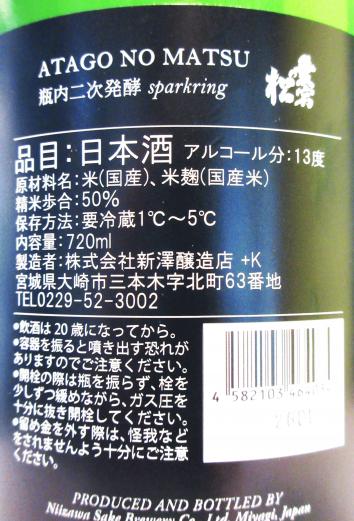 ATAGO NO MATSU
瓶内二次発酵 sparkring
品目:日本酒 アルコール分:13度
原材料名:米(国産)、米麹(国産米)
精米歩合:50%
保存方法:要冷蔵1℃~5℃
内容量:720ml
製造者:株式会社新澤醸造店 +K
宮城県大崎市三本木字北町63番地
TEL0229-52-3002
●飲酒は20歳になってから。
●容器を振ると噴き出す恐れが
ありますのでご注意ください。
●開栓の際は瓶を振らず、栓を
少しずつ緩めながら、ガス圧を
十分に抜き開栓してください。
●留め金を外す際は、怪我など
をされませんよう十分にご注意
ください。
PRODUCED AND BOTTLED BY
Niizawa Sake Brewery Co., Ltd. Miyagi, Japan